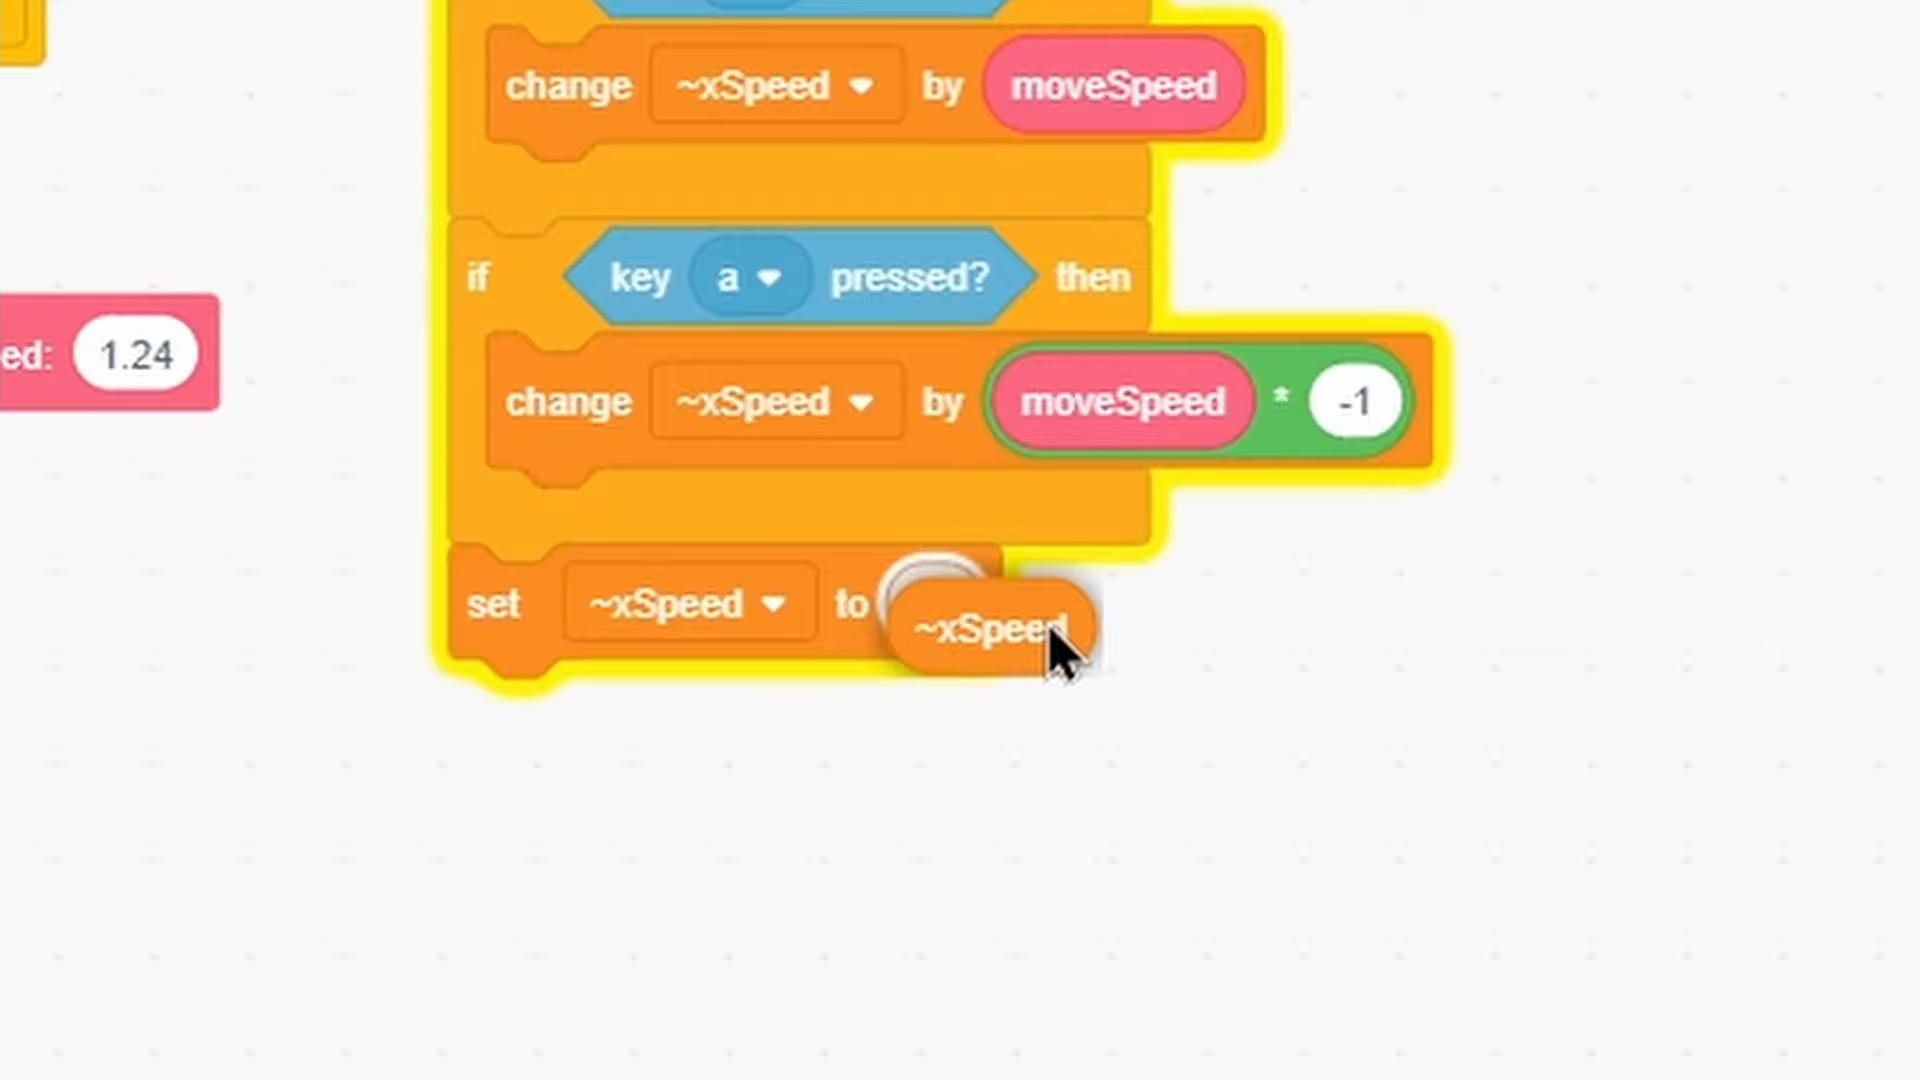 change ~xSpeed by moveSpeed
if key a pressed? then
ed: 1.24
change ~xSpeed by moveSpeed * -1
set ~xSpeed to ~xSpeed